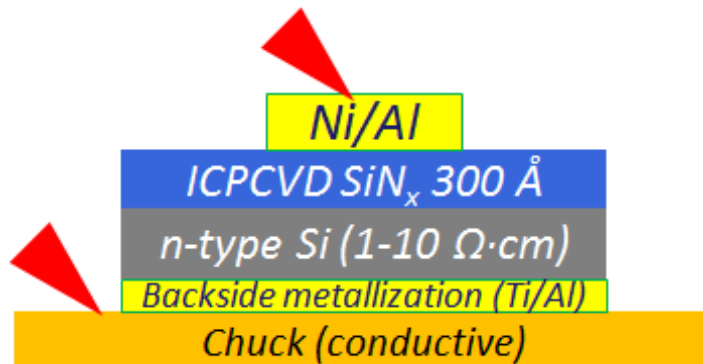 Ni/Al
ICPCVD SiNₓ 300 Å
n-type Si (1-10 Ω·cm)
Backside metallization (Ti/Al)
Chuck (conductive)